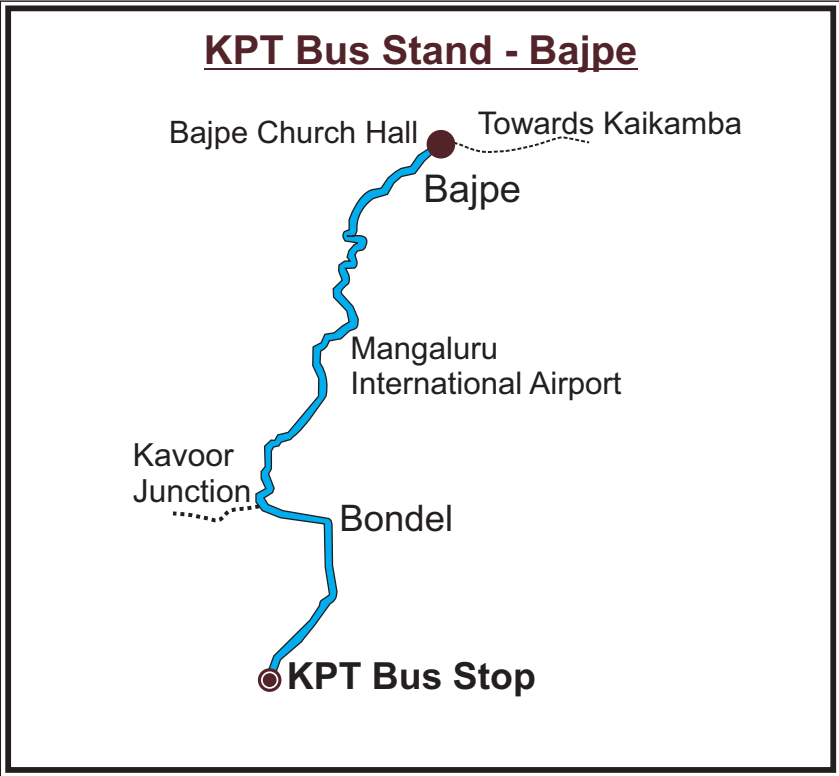 KPT Bus Stand - Bajpe
Towards Kaikamba
Bajpe Church Hall
Bajpe
Mangaluru
International Airport
Kavoor
Junction
Bondel
KPT Bus Stop